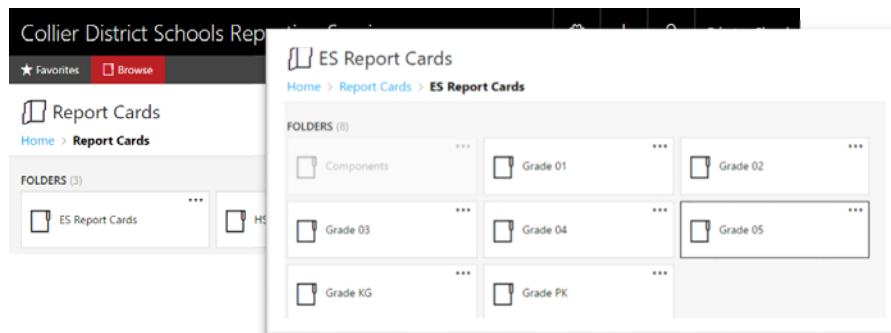 Collier District Schools
Favorites Browse
Report Cards
Home > Report Cards
FOLDERS (3)
ES Report Cards
ES Report Cards
Home > Report Cards > ES Report Cards
FOLDERS (8)
Components
Grade 01
Grade 02
Grade 03
Grade 04
Grade 05
Grade KG
Grade PK